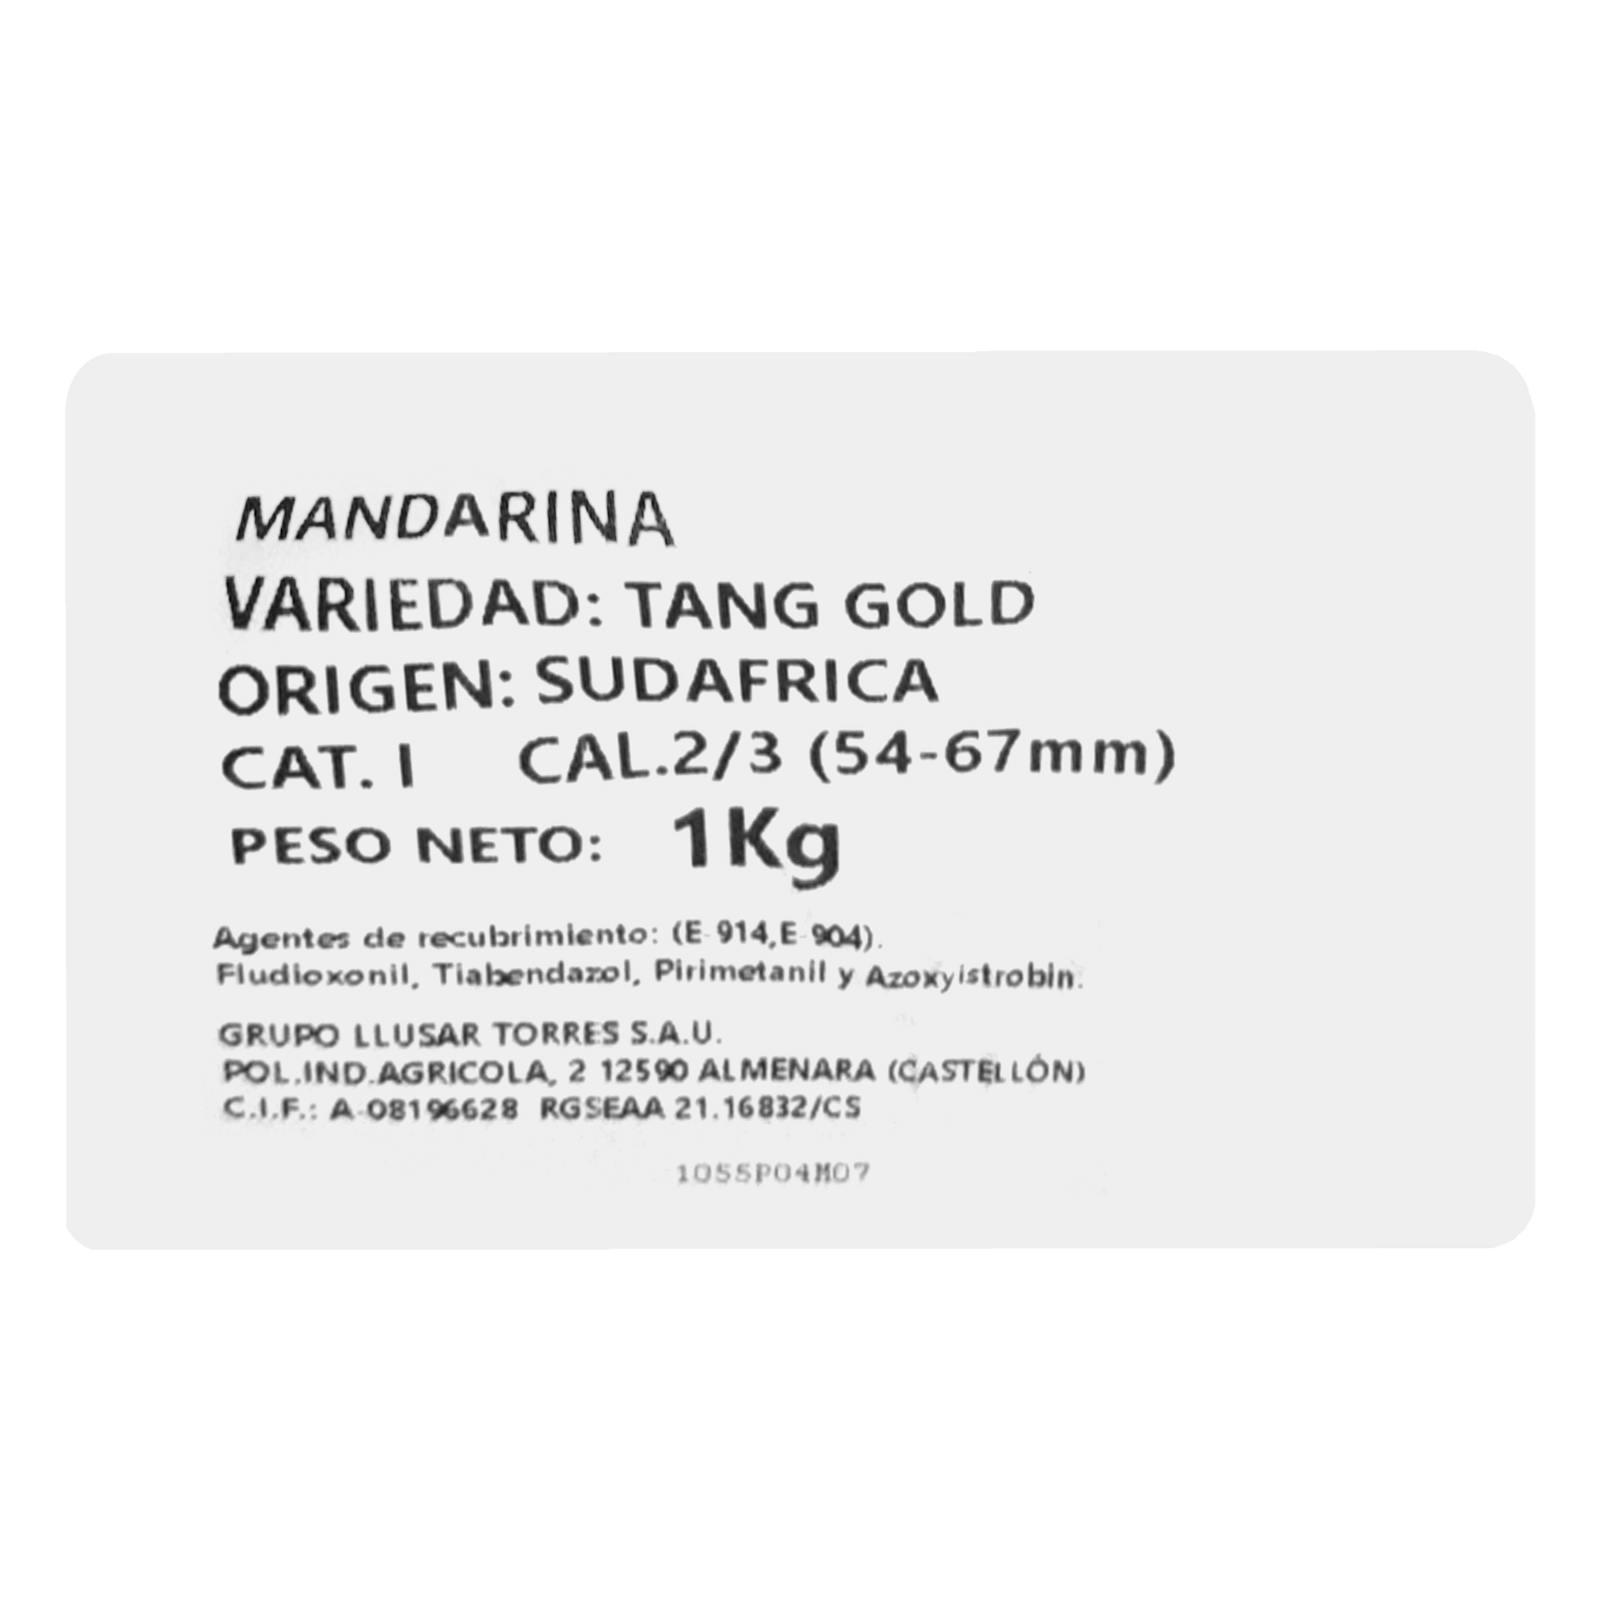 MANDARINA
VARIEDAD: TANG GOLD
ORIGEN: SUDAFRICA
CAT. I CAL.2/3 (54-67mm)
PESO NETO: 1Kg
Agentes de recubrimiento: (E-914,E-904).
Fludioxonil, Tiabendazol, Pirimetanil y Azoxyistrobin.
GRUPO LLUSAR TORRES S.A.U.
POL.IND.AGRICOLA, 2 12590 ALMENARA (CASTELLÓN)
C.I.F.: A-08196628 RGSEAA 21.16832/CS
1055P04M07